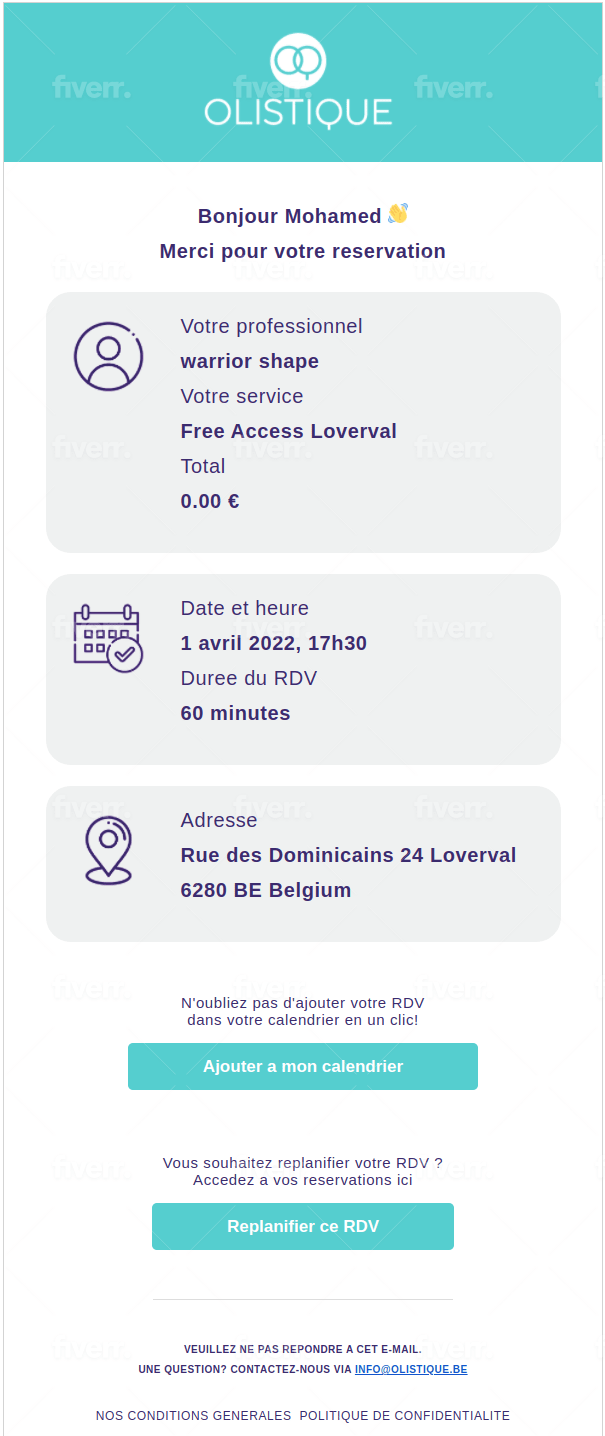 OLISTIQUE
Bonjour Mohamed 👋
Merci pour votre reservation
Votre professionnel
warrior shape
Votre service
Free Access Loverval
Total
0.00 €
Date et heure
1 avril 2022, 17h30
Duree du RDV
60 minutes
Adresse
Rue des Dominicains 24 Loverval
6280 BE Belgium
N'oubliez pas d'ajouter votre RDV
dans votre calendrier en un clic!
Ajouter a mon calendrier
Vous souhaitez replanifier votre RDV ?
Accedez a vos reservations ici
Replanifier ce RDV
VEUILLEZ NE PAS REPONDRE A CET E-MAIL.
UNE QUESTION? CONTACTEZ-NOUS VIA INFO@OLISTIQUE.BE
NOS CONDITIONS GENERALES  POLITIQUE DE CONFIDENTIALITE
fiverr.